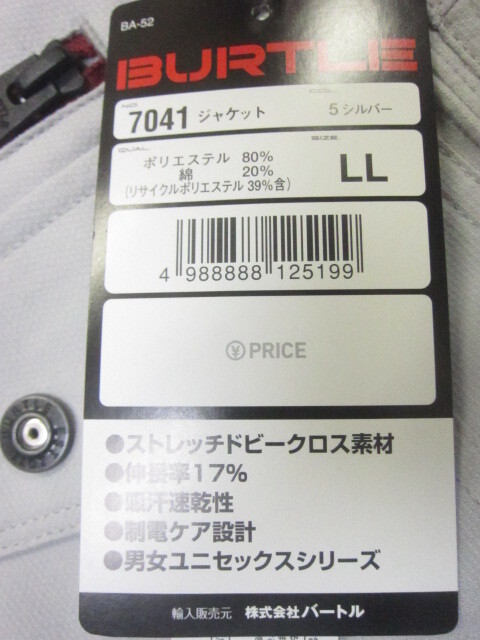 BA-52
BURTLE
NO.
7041 ジャケット
COL.
5 シルバー
QUAL.
ポリエステル 80%
綿 20%
(リサイクルポリエステル 39%含)
SIZE
LL
4 988888 125199
¥ PRICE
●ストレッチドビークロス素材
●伸長率17%
●吸汗速乾性
●制電ケア設計
●男女ユニセックスシリーズ
輸入販売元 株式会社バートル